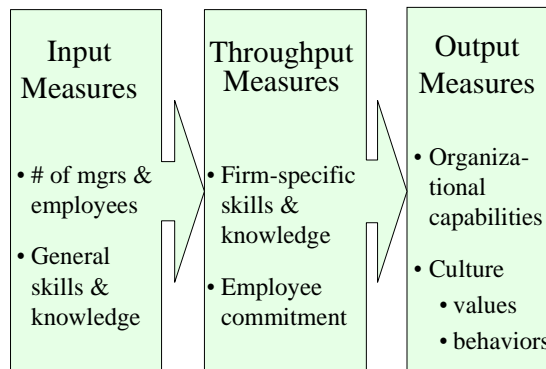 Input
Measures
• # of mgrs &
employees
• General
skills &
knowledge
Throughput
Measures
• Firm-specific
skills &
knowledge
• Employee
commitment
Output
Measures
• Organiza-
tional
capabilities
• Culture
• values
• behaviors